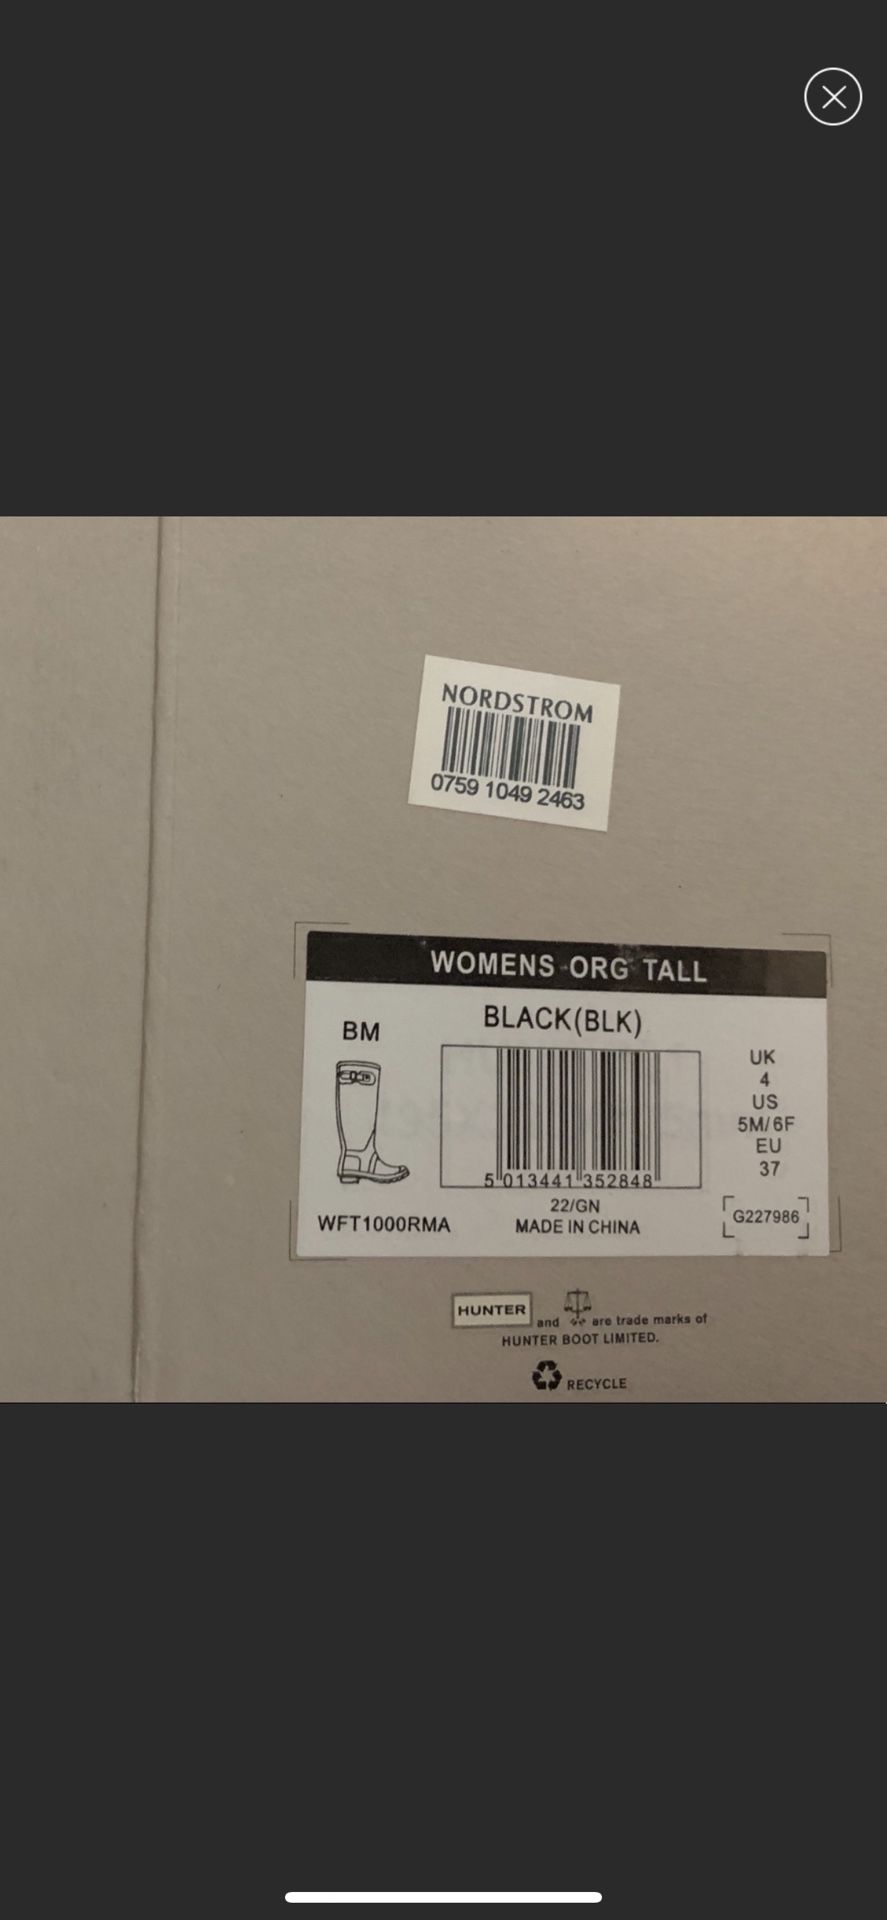 NORDSTROM
0759 1049 2463
WOMENS ORG TALL
BM
BLACK(BLK)
5 013441 352848
UK
4
US
5M/6F
EU
37
22/GN
WFT1000RMA
MADE IN CHINA
G227986
HUNTER and are trade marks of
HUNTER BOOT LIMITED.
RECYCLE